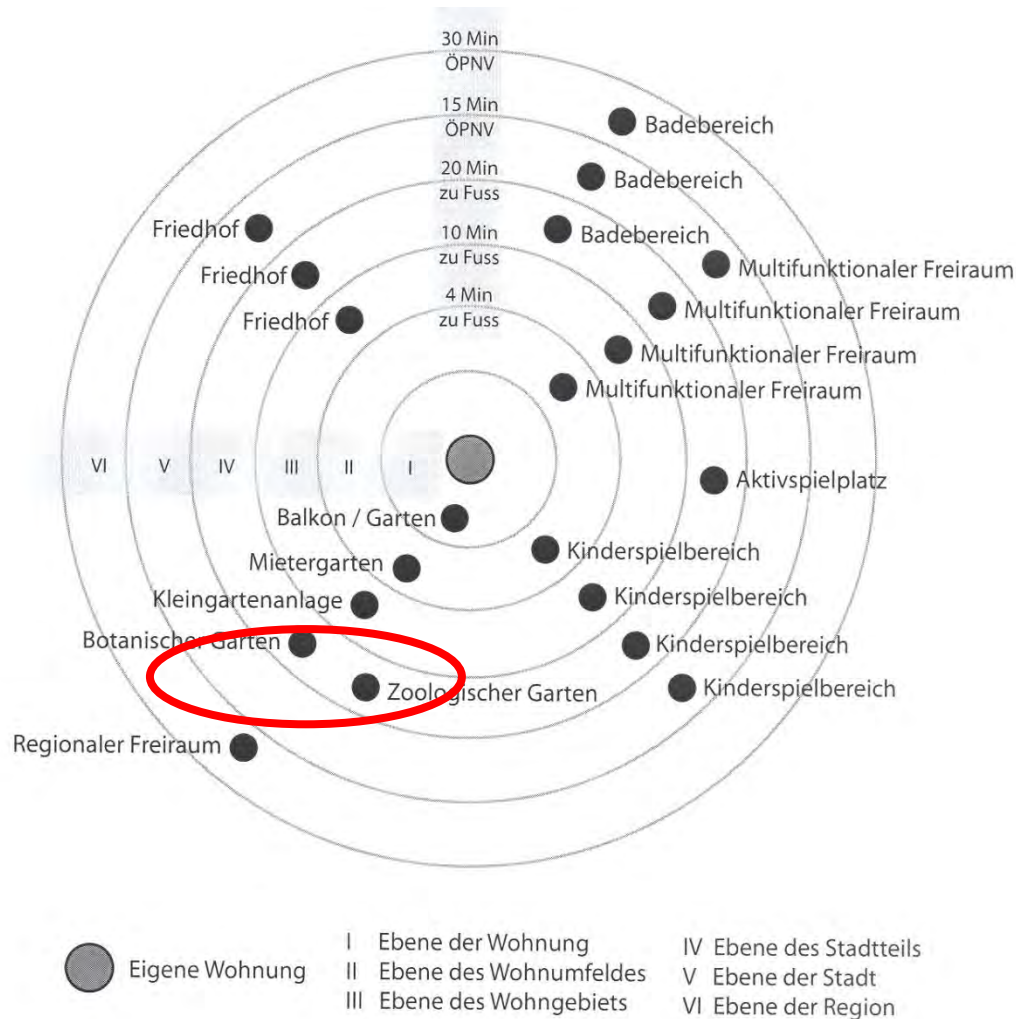 30 Min
ÖPNV
15 Min
ÖPNV
20 Min
zu Fuss
10 Min
zu Fuss
4 Min
zu Fuss
Badebereich
Badebereich
Badebereich
Friedhof
Friedhof
Friedhof
Multifunktionaler Freiraum
Multifunktionaler Freiraum
Multifunktionaler Freiraum
Multifunktionaler Freiraum
VI V IV III II I
Aktivspielplatz
Balkon / Garten
Kinderspielbereich
Mietergarten
Kleingartenanlage
Kinderspielbereich
Botanischer Garten
Kinderspielbereich
Zoologischer Garten
Kinderspielbereich
Regionaler Freiraum
Eigene Wohnung
I Ebene der Wohnung
II Ebene des Wohnumfeldes
III Ebene des Wohngebiets
IV Ebene des Stadtteils
V Ebene der Stadt
VI Ebene der Region